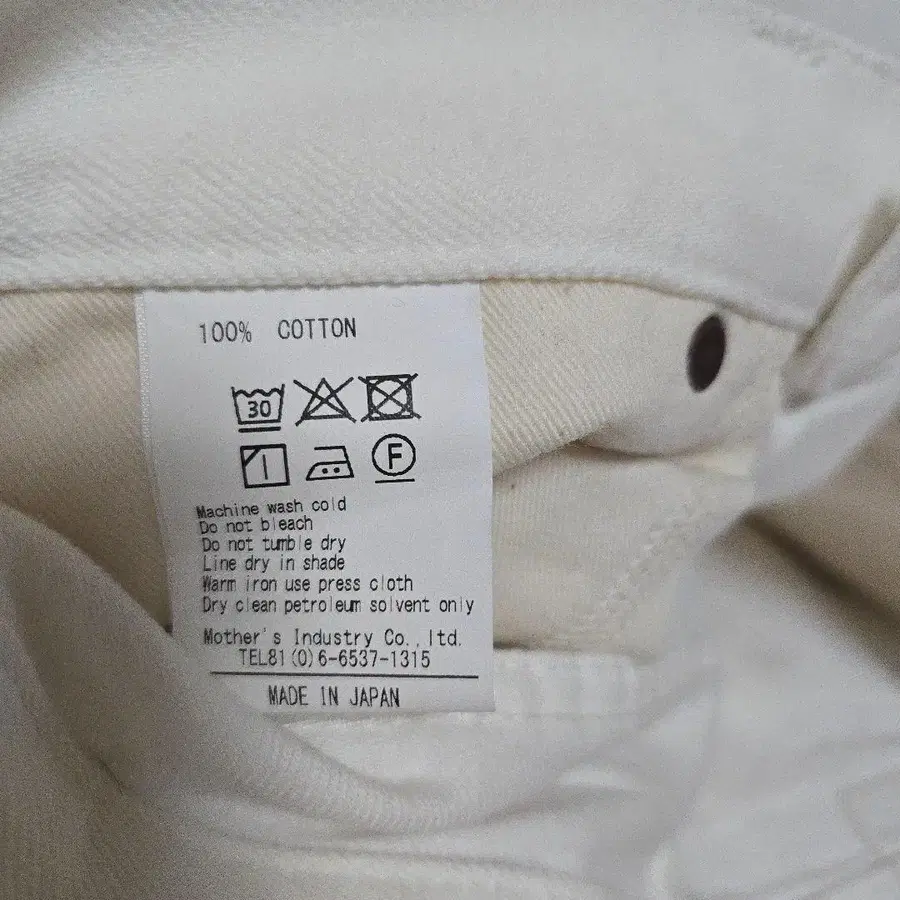 100% COTTON
30
F
Machine wash cold
Do not bleach
Do not tumble dry
Line dry in shade
Warm iron use press cloth
Dry clean petroleum solvent only
Mother's Industry Co.,ltd.
TEL81(0)6-6537-1315
MADE IN JAPAN